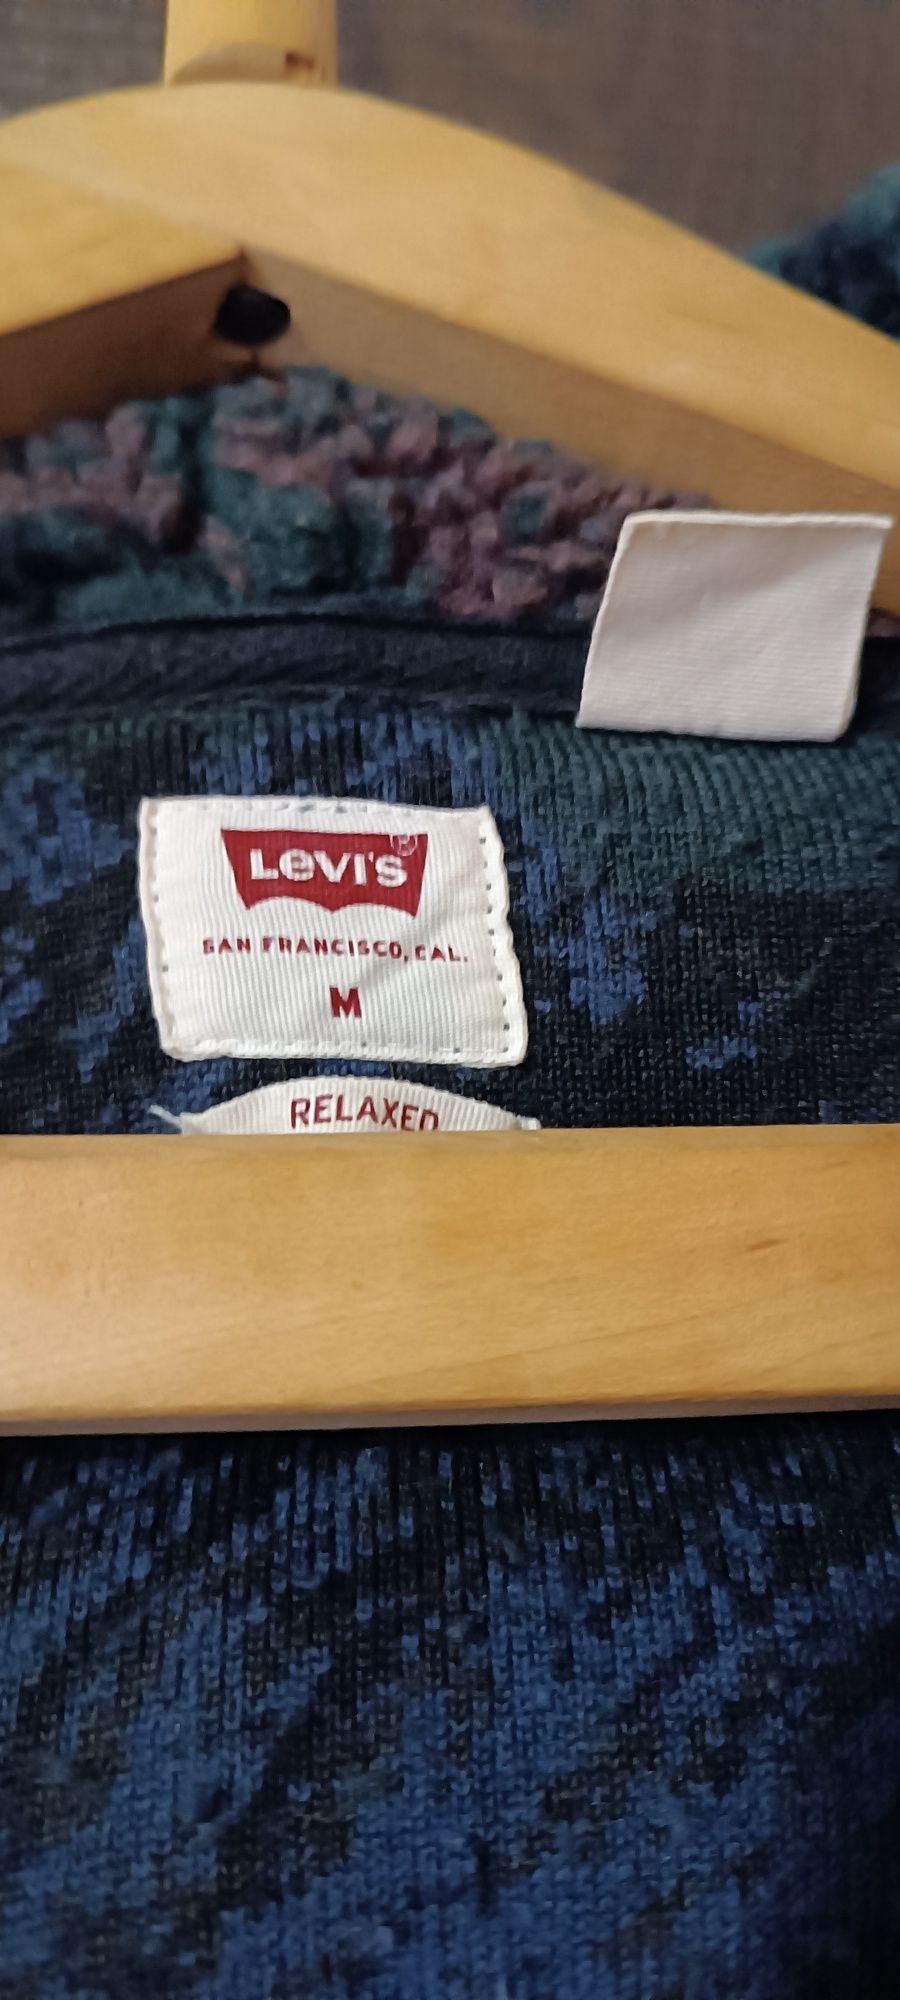 LEVI'S ®
SAN FRANCISCO, CAL.
M
RELAXED